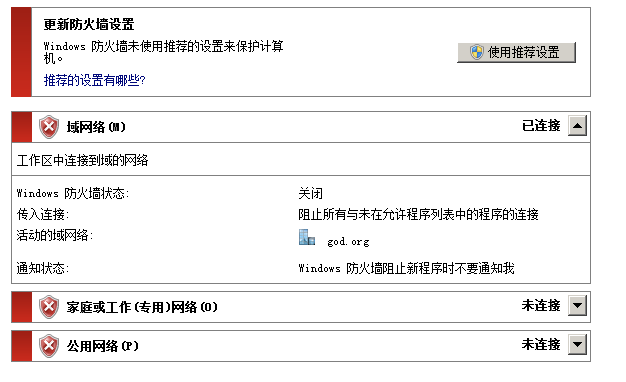 更新防火墙设置
Windows 防火墙未使用推荐的设置来保护计算
机。
使用推荐设置
推荐的设置有哪些?
域网络(M)
已连接
工作区中连接到域的网络
Windows 防火墙状态:
关闭
传入连接:
阻止所有与未在允许程序列表中的程序的连接
活动的域网络:
god.org
通知状态:
Windows 防火墙阻止新程序时不要通知我
家庭或工作(专用)网络(O)
未连接
公用网络(P)
未连接